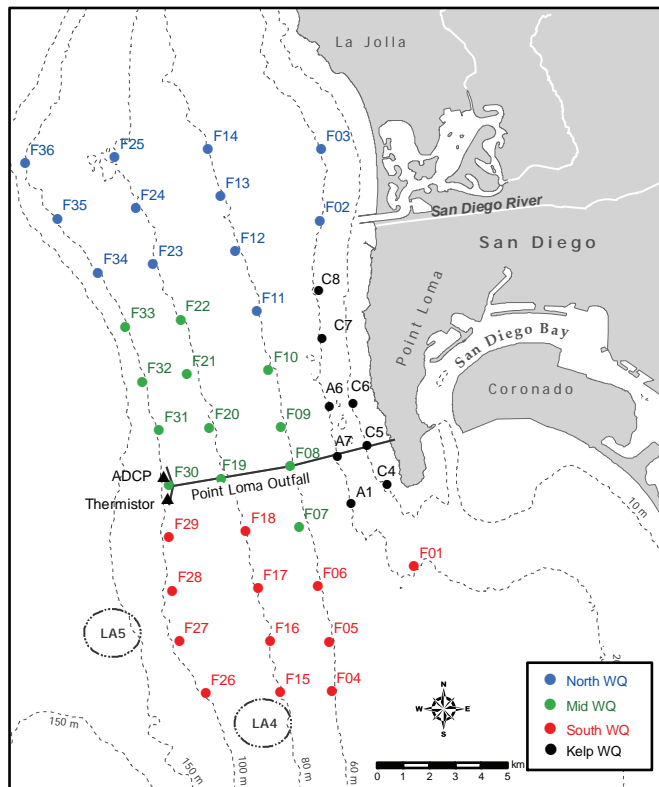 La Jolla
F36
F25
F14
F03
F35
F24
F13
F02
San Diego River
San Diego
F34
F23
F12
C8
F33
F22
F11
C7
Point Loma
San Diego Bay
F32
F21
F10
A6
C6
Coronado
F31
F20
F09
A7
C5
ADCP
F30
F19
F08
C4
Point Loma Outfall
Thermistor
A1
10 m
F29
F18
F07
F01
F28
F17
F06
LA5
F27
F16
F05
F26
F15
F04
LA4
150 m
150 m
100 m
80 m
60 m
N
W
E
S
North WQ
Mid WQ
South WQ
Kelp WQ
km
0
1
2
3
4
5